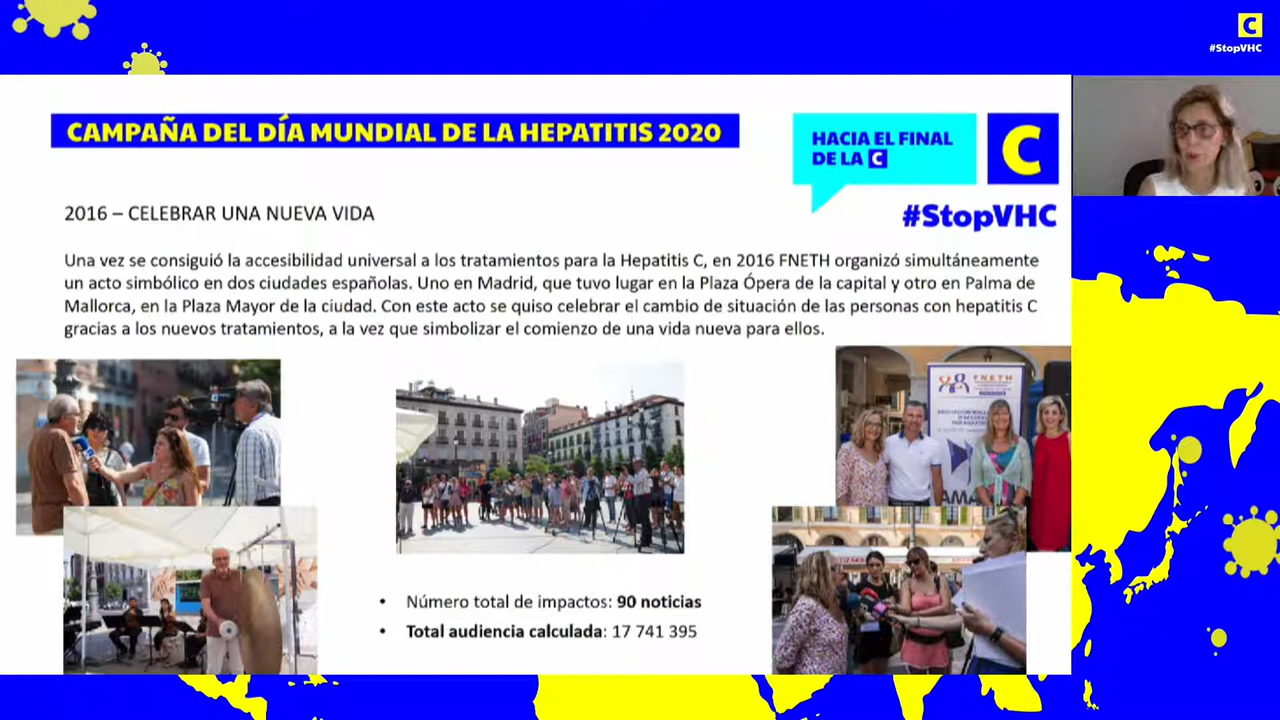 C
#StopVHC
CAMPAÑA DEL DÍA MUNDIAL DE LA HEPATITIS 2020
HACIA EL FINAL
DE LA C
C
#StopVHC
2016 – CELEBRAR UNA NUEVA VIDA
Una vez se consiguió la accesibilidad universal a los tratamientos para la Hepatitis C, en 2016 FNETH organizó simultáneamente
un acto simbólico en dos ciudades españolas. Uno en Madrid, que tuvo lugar en la Plaza Ópera de la capital y otro en Palma de
Mallorca, en la Plaza Mayor de la ciudad. Con este acto se quiso celebrar el cambio de situación de las personas con hepatitis C
gracias a los nuevos tratamientos, a la vez que simbolizar el comienzo de una vida nueva para ellos.
FNETH
• Número total de impactos: 90 noticias
• Total audiencia calculada: 17 741 395